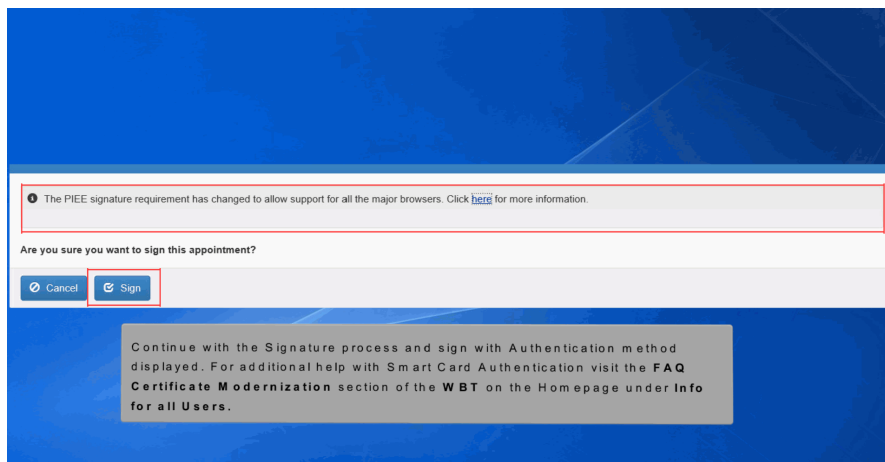 The PIEE signature requirement has changed to allow support for all the major browsers. Click here for more information.
Are you sure you want to sign this appointment?
Cancel Sign
Continue with the Signature process and sign with Authentication method
displayed. For additional help with Smart Card Authentication visit the FAQ
Certificate Modernization section of the WBT on the Homepage under Info
for all Users.